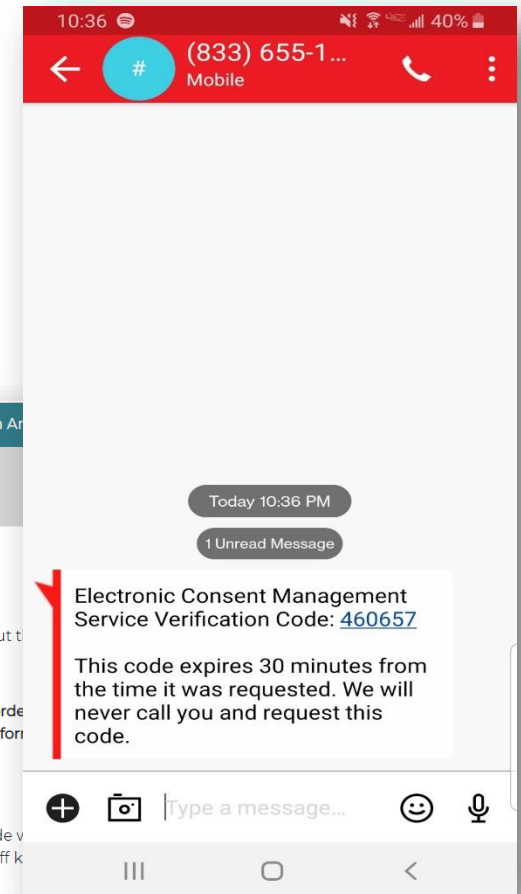 10:36
40%
(833) 655-1...
Mobile
#
Today 10:36 PM
1 Unread Message
Electronic Consent Management
Service Verification Code: 460657
This code expires 30 minutes from
the time it was requested. We will
never call you and request this
code.
Type a message...